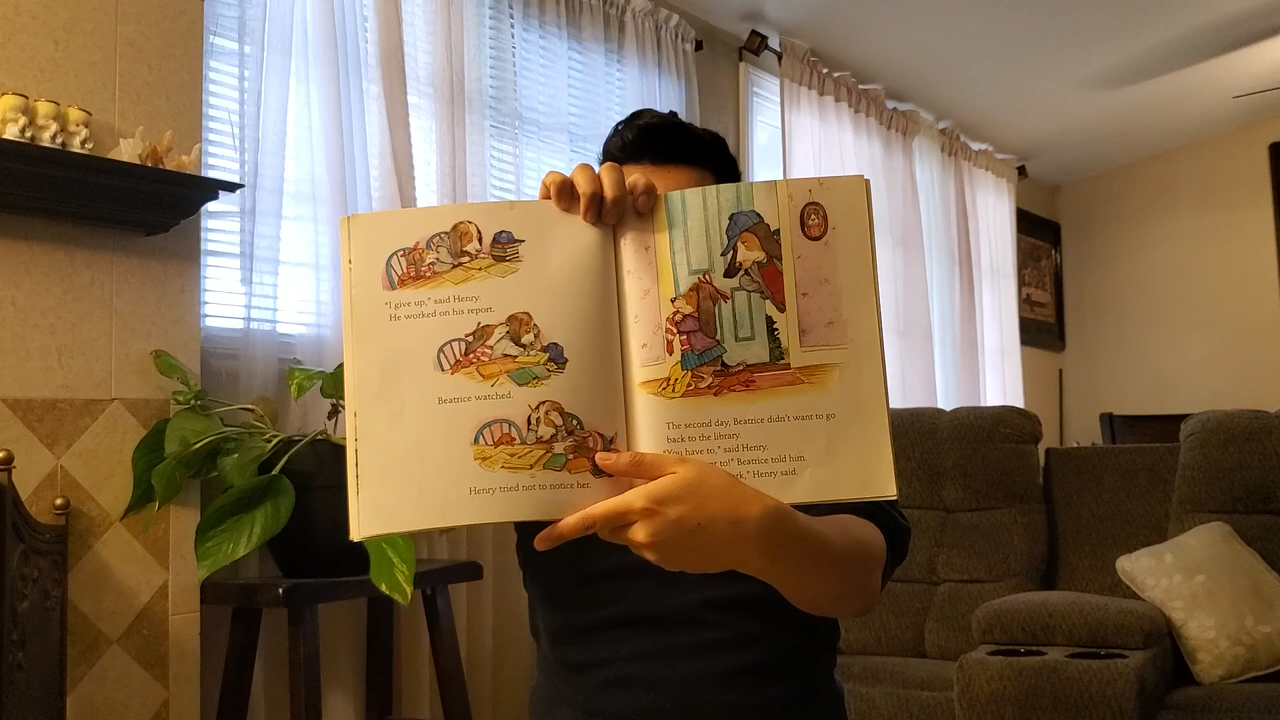 "I give up," said Henry.
He worked on his report.
Beatrice watched.
Henry tried not to notice her.
The second day, Beatrice didn't want to go
back to the library.
"You have to," said Henry.
to!" Beatrice told him.
Henry said.